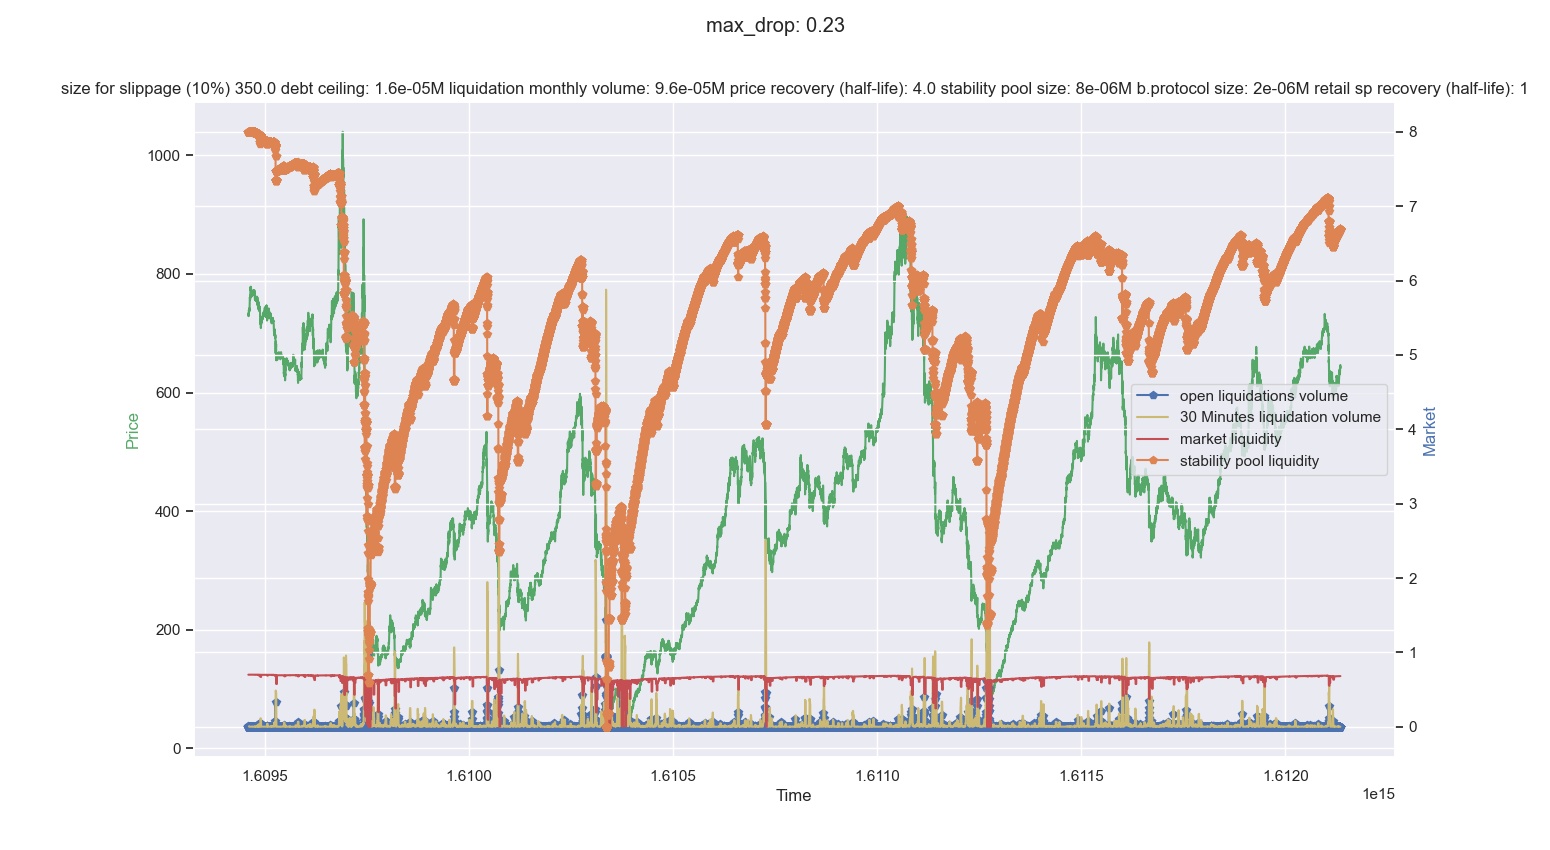 max_drop: 0.23
size for slippage (10%) 350.0 debt ceiling: 1.6e-05M liquidation monthly volume: 9.6e-05M price recovery (half-life): 4.0 stability pool size: 8e-06M b.protocol size: 2e-06M retail sp recovery (half-life): 1
1000
800
600
400
200
0
Price
8
7
6
5
4
3
2
1
0
Market
open liquidations volume
30 Minutes liquidation volume
market liquidity
stability pool liquidity
1.6095
1.6100
1.6105
1.6110
1.6115
1.6120
Time
1e15